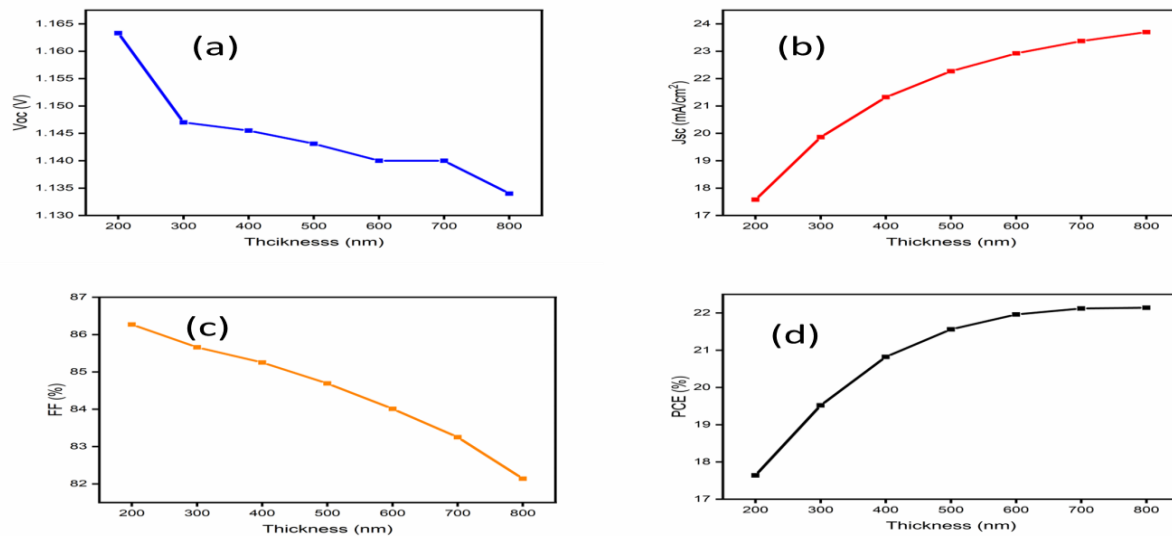 (a)
Voc (V)
1.165
1.160
1.155
1.150
1.145
1.140
1.135
1.130
200 300 400 500 600 700 800
Thciknesss (nm)
(b)
Jsc (mA/cm²)
24
23
22
21
20
19
18
17
200 300 400 500 600 700 800
Thickness (nm)
(c)
FF (%)
87
86
85
84
83
82
200 300 400 500 600 700 800
Thickness (nm)
(d)
PCE (%)
22
21
20
19
18
17
200 300 400 500 600 700 800
Thickness (nm)